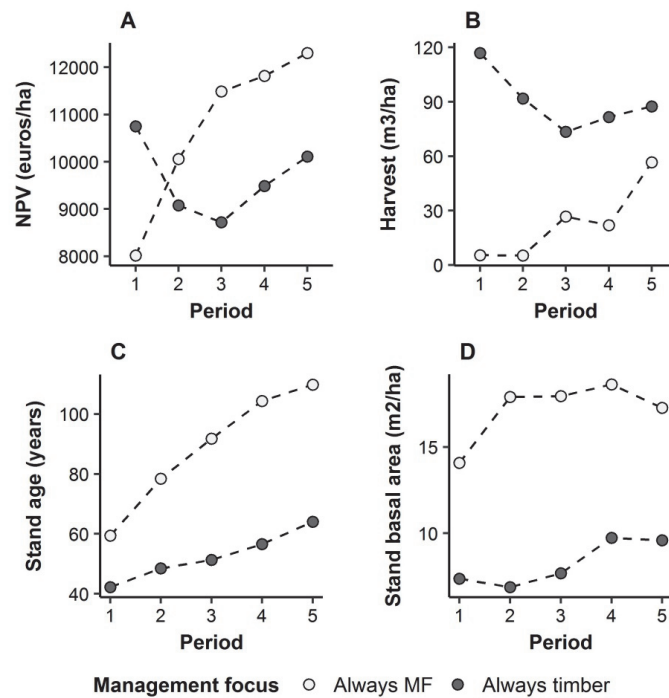 A
NPV (euros/ha)
12000
11000
10000
9000
8000
1 2 3 4 5
Period
B
Harvest (m3/ha)
120
90
60
30
0
1 2 3 4 5
Period
C
Stand age (years)
100
80
60
40
1 2 3 4 5
Period
D
Stand basal area (m2/ha)
15
10
1 2 3 4 5
Period
Management focus Always MF Always timber